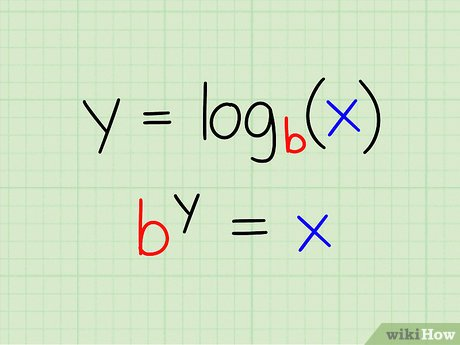 y = log_b(x)
b^y = x
wikiHow